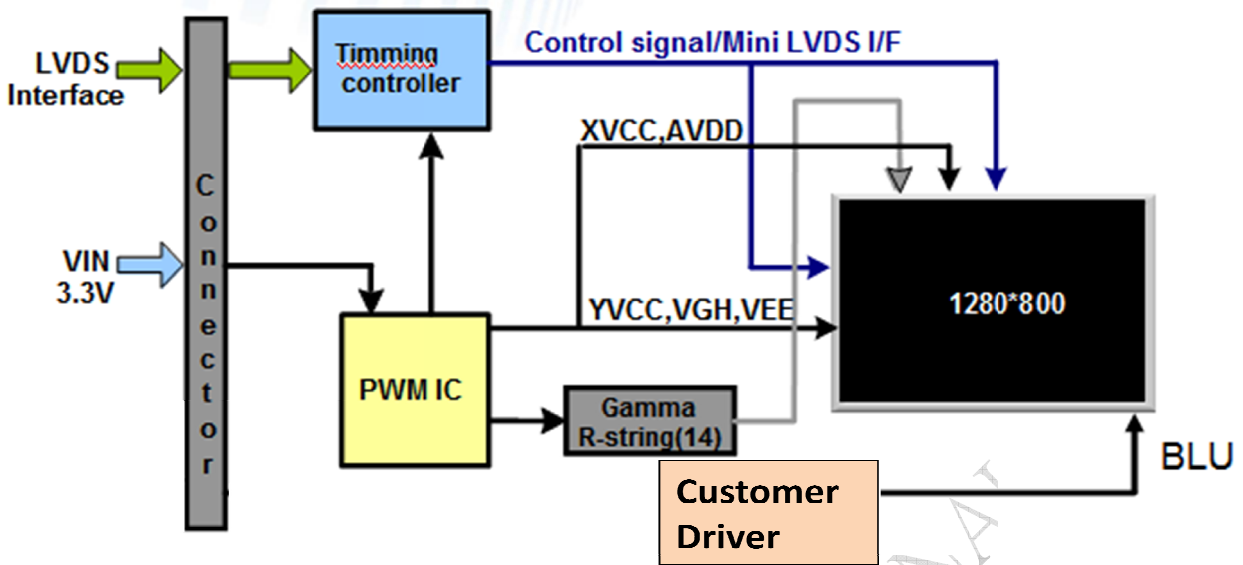 LVDS
Interface
Connector
Timming
controller
Control signal/Mini LVDS I/F
XVCC,AVDD
VIN
3.3V
YVCC,VGH,VEE
1280*800
PWM IC
Gamma
R-string(14)
BLU
Customer
Driver